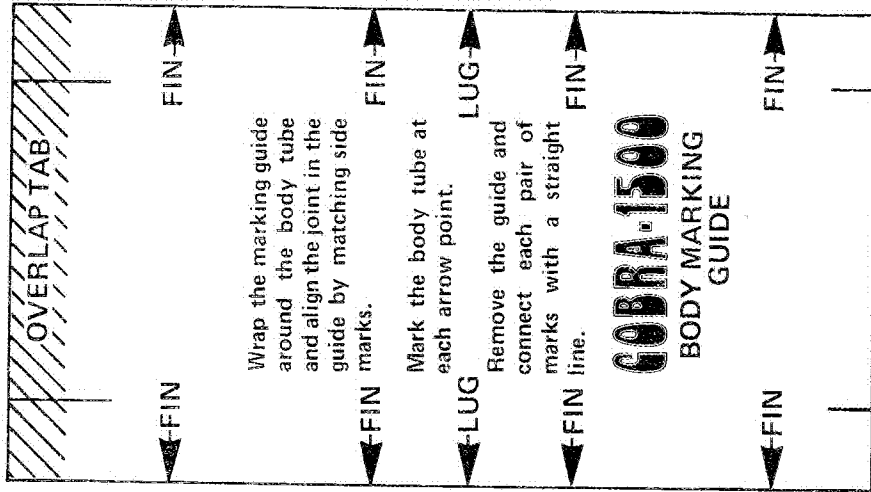 OVERLAP TAB
FIN
FIN
Wrap the marking guide
around the body tube
and align the joint in the
guide by matching side
marks.
FIN
FIN
Mark the body tube at
each arrow point.
LUG
LUG
Remove the guide and
connect each pair of
marks with a straight
line.
FIN
FIN
COBRA-1500
BODY MARKING
GUIDE
FIN
FIN